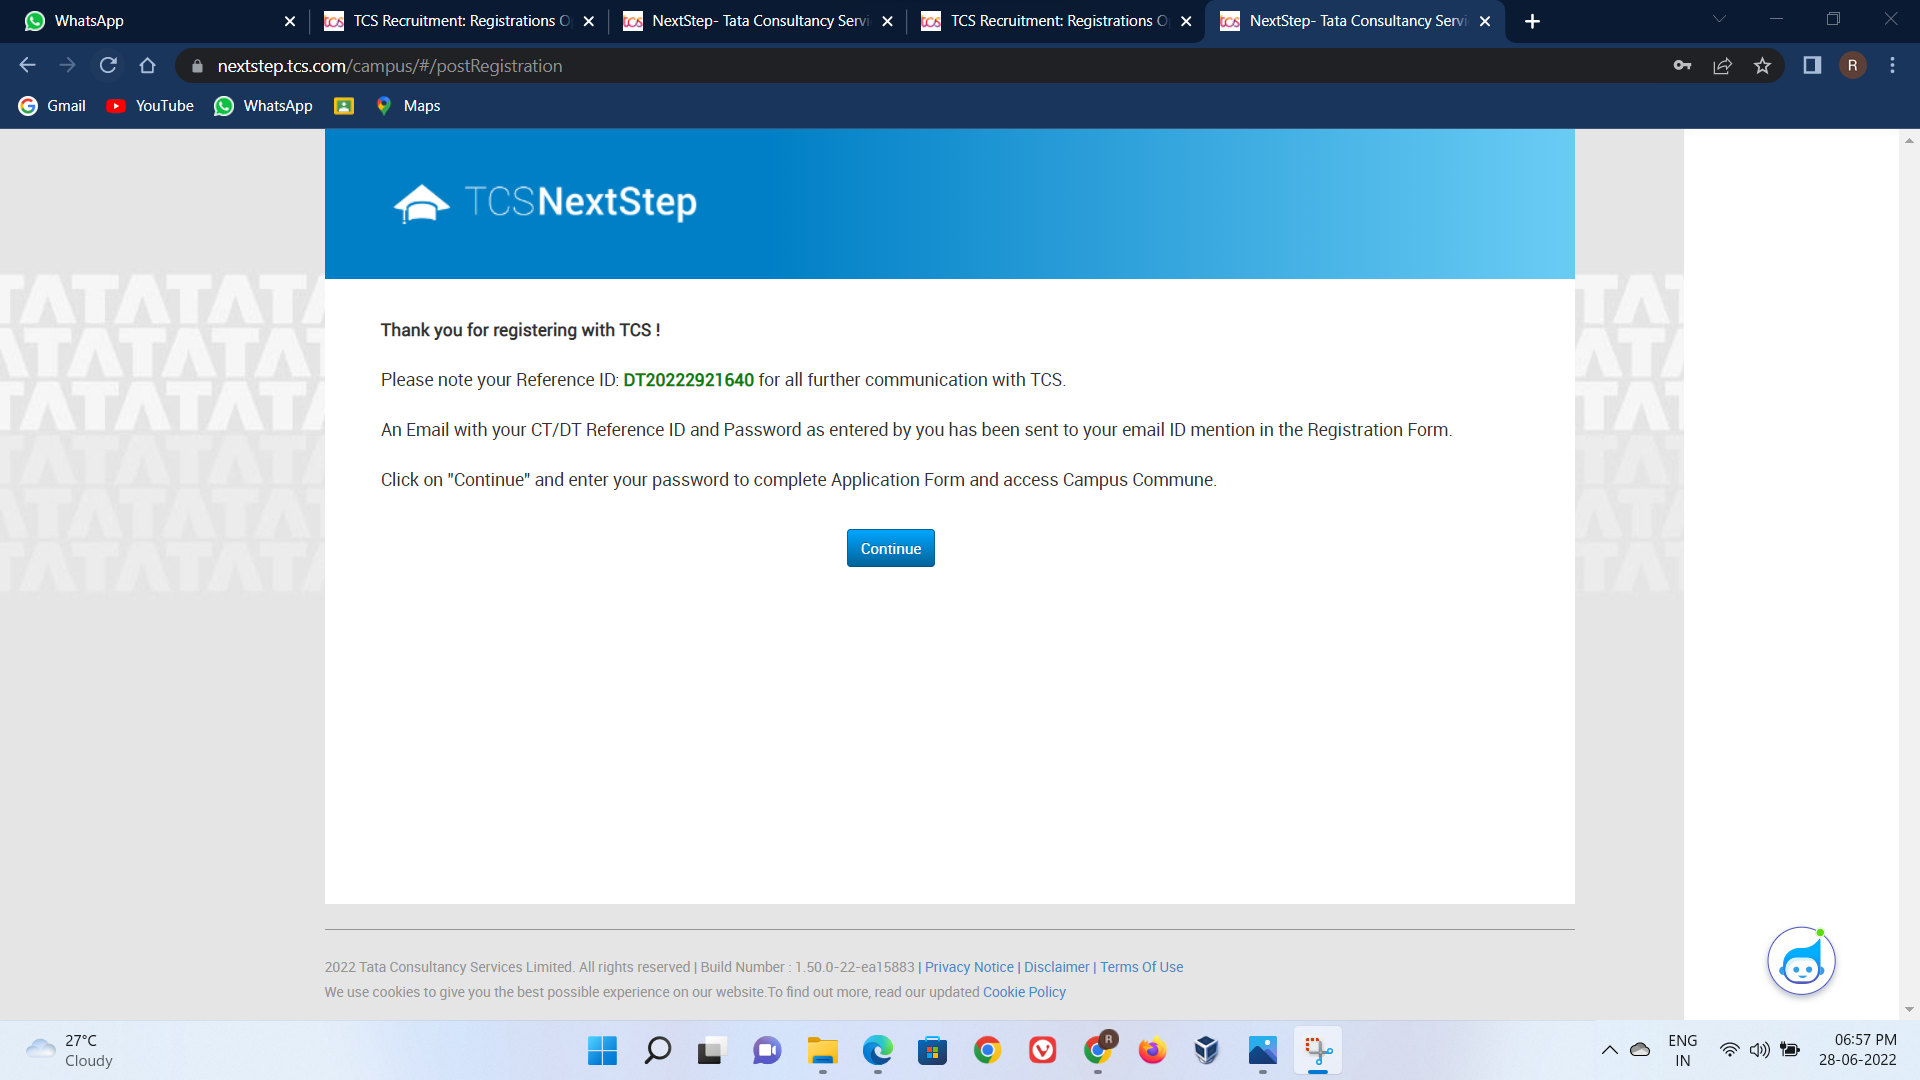 WhatsApp
TCS Recruitment: Registrations O
NextStep- Tata Consultancy Servi
TCS Recruitment: Registrations O
NextStep- Tata Consultancy Servi
nextstep.tcs.com/campus/#/postRegistration
R
Gmail
YouTube
WhatsApp
Maps
TCSNextStep
Thank you for registering with TCS !
Please note your Reference ID: DT20222921640 for all further communication with TCS.
An Email with your CT/DT Reference ID and Password as entered by you has been sent to your email ID mention in the Registration Form.
Click on "Continue" and enter your password to complete Application Form and access Campus Commune.
Continue
2022 Tata Consultancy Services Limited. All rights reserved | Build Number : 1.50.0-22-ea15883 | Privacy Notice | Disclaimer | Terms Of Use
We use cookies to give you the best possible experience on our website.To find out more, read our updated Cookie Policy
27°C
Cloudy
R
ENG
IN
06:57 PM
28-06-2022